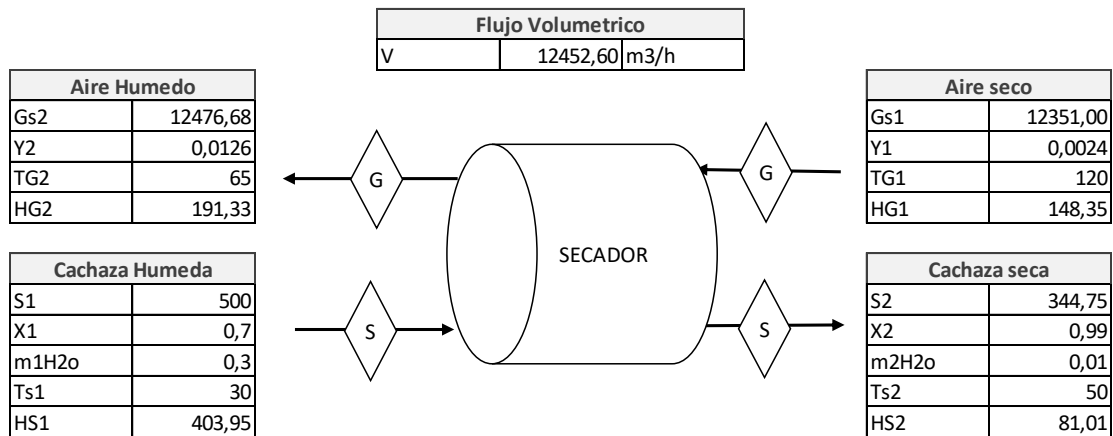 Flujo Volumetrico
V 12452,60 m3/h
Aire Humedo
Gs2 12476,68
Y2 0,0126
TG2 65
HG2 191,33
G
G
Aire seco
Gs1 12351,00
Y1 0,0024
TG1 120
HG1 148,35
SECADOR
Cachaza Humeda
S1 500
X1 0,7
m1H2o 0,3
Ts1 30
HS1 403,95
S
S
Cachaza seca
S2 344,75
X2 0,99
m2H2o 0,01
Ts2 50
HS2 81,01